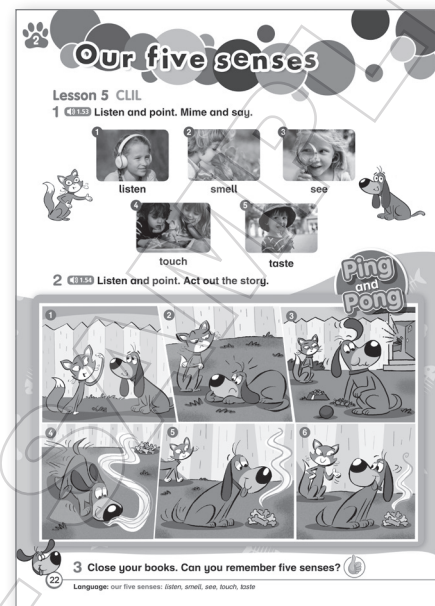 2
Our five senses
Lesson 5 CLIL
1 1.53 Listen and point. Mime and say.
1
2
3
listen
smell
see
4
5
touch
taste
2 1.54 Listen and point. Act out the story.
Ping
and
Pong
1
2
3
4
5
6
3 Close your books. Can you remember five senses?
22
Language: our five senses: listen, smell, see, touch, taste
SAMPLE